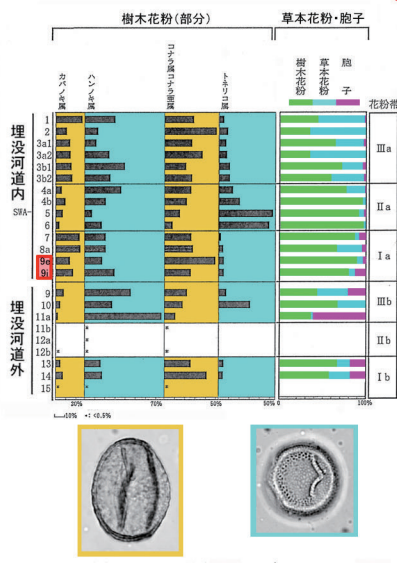 樹木花粉(部分)
草本花粉・胞子
カバノキ属
ハンノキ属
コナラ属コナラ亜属
トネリコ属
樹木花粉
草本花粉
胞子
花粉帯
埋没河道内
1
2
3a1
3a2
3b1
3b2
IIIa
4a
4b
SWA-
5
6
IIa
7
8a
9e
9i
Ia
埋没河道外
9
10
11a
IIIb
11b
12a
12b
IIb
13
14
15
Ib
20%
70%
50%
50%
0
100%
10% *: <0.5%